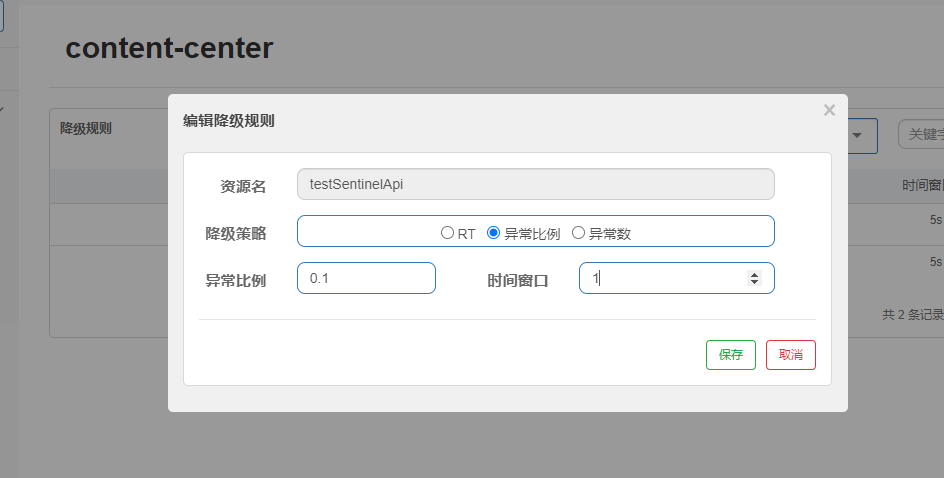 content-center
编辑降级规则
×
降级规则
关键字
时间窗口
5s
5s
共 2 条记录
资源名 testSentinelApi
降级策略 RT 异常比例 异常数
异常比例 0.1 时间窗口 1
保存 取消